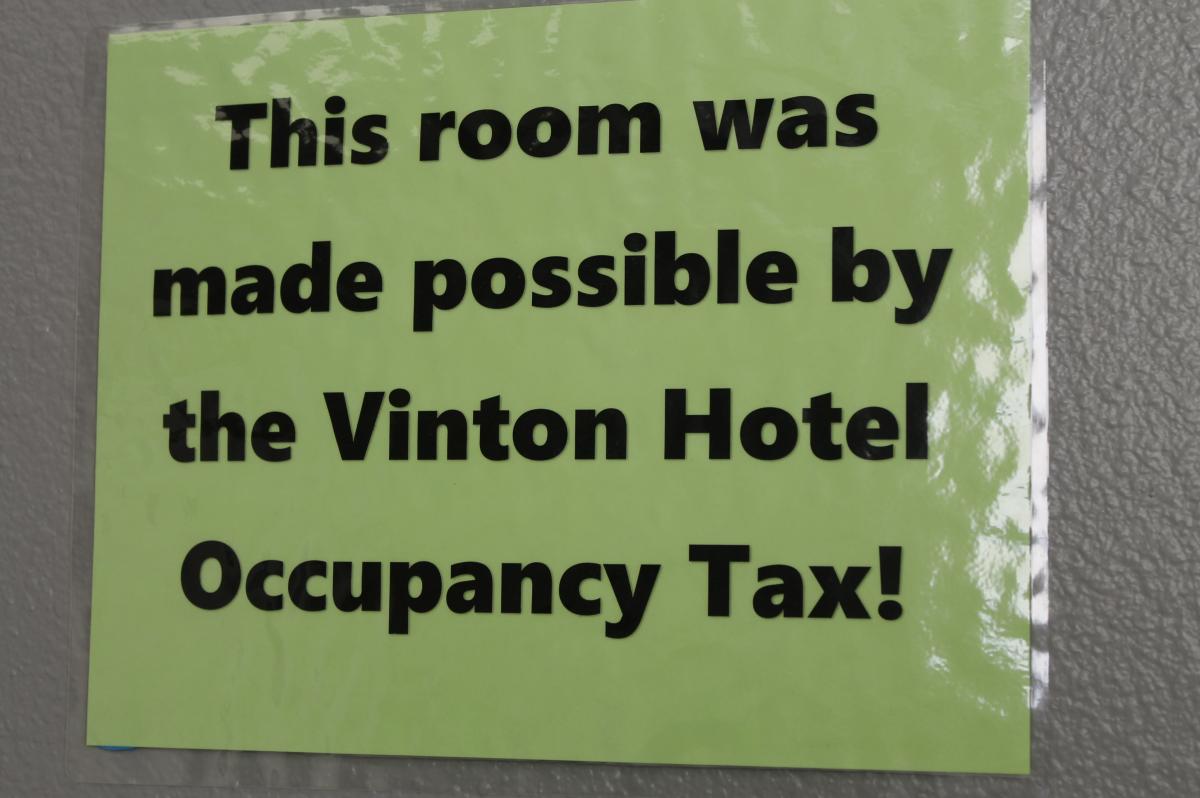 This room was
made possible by
the Vinton Hotel
Occupancy Tax!